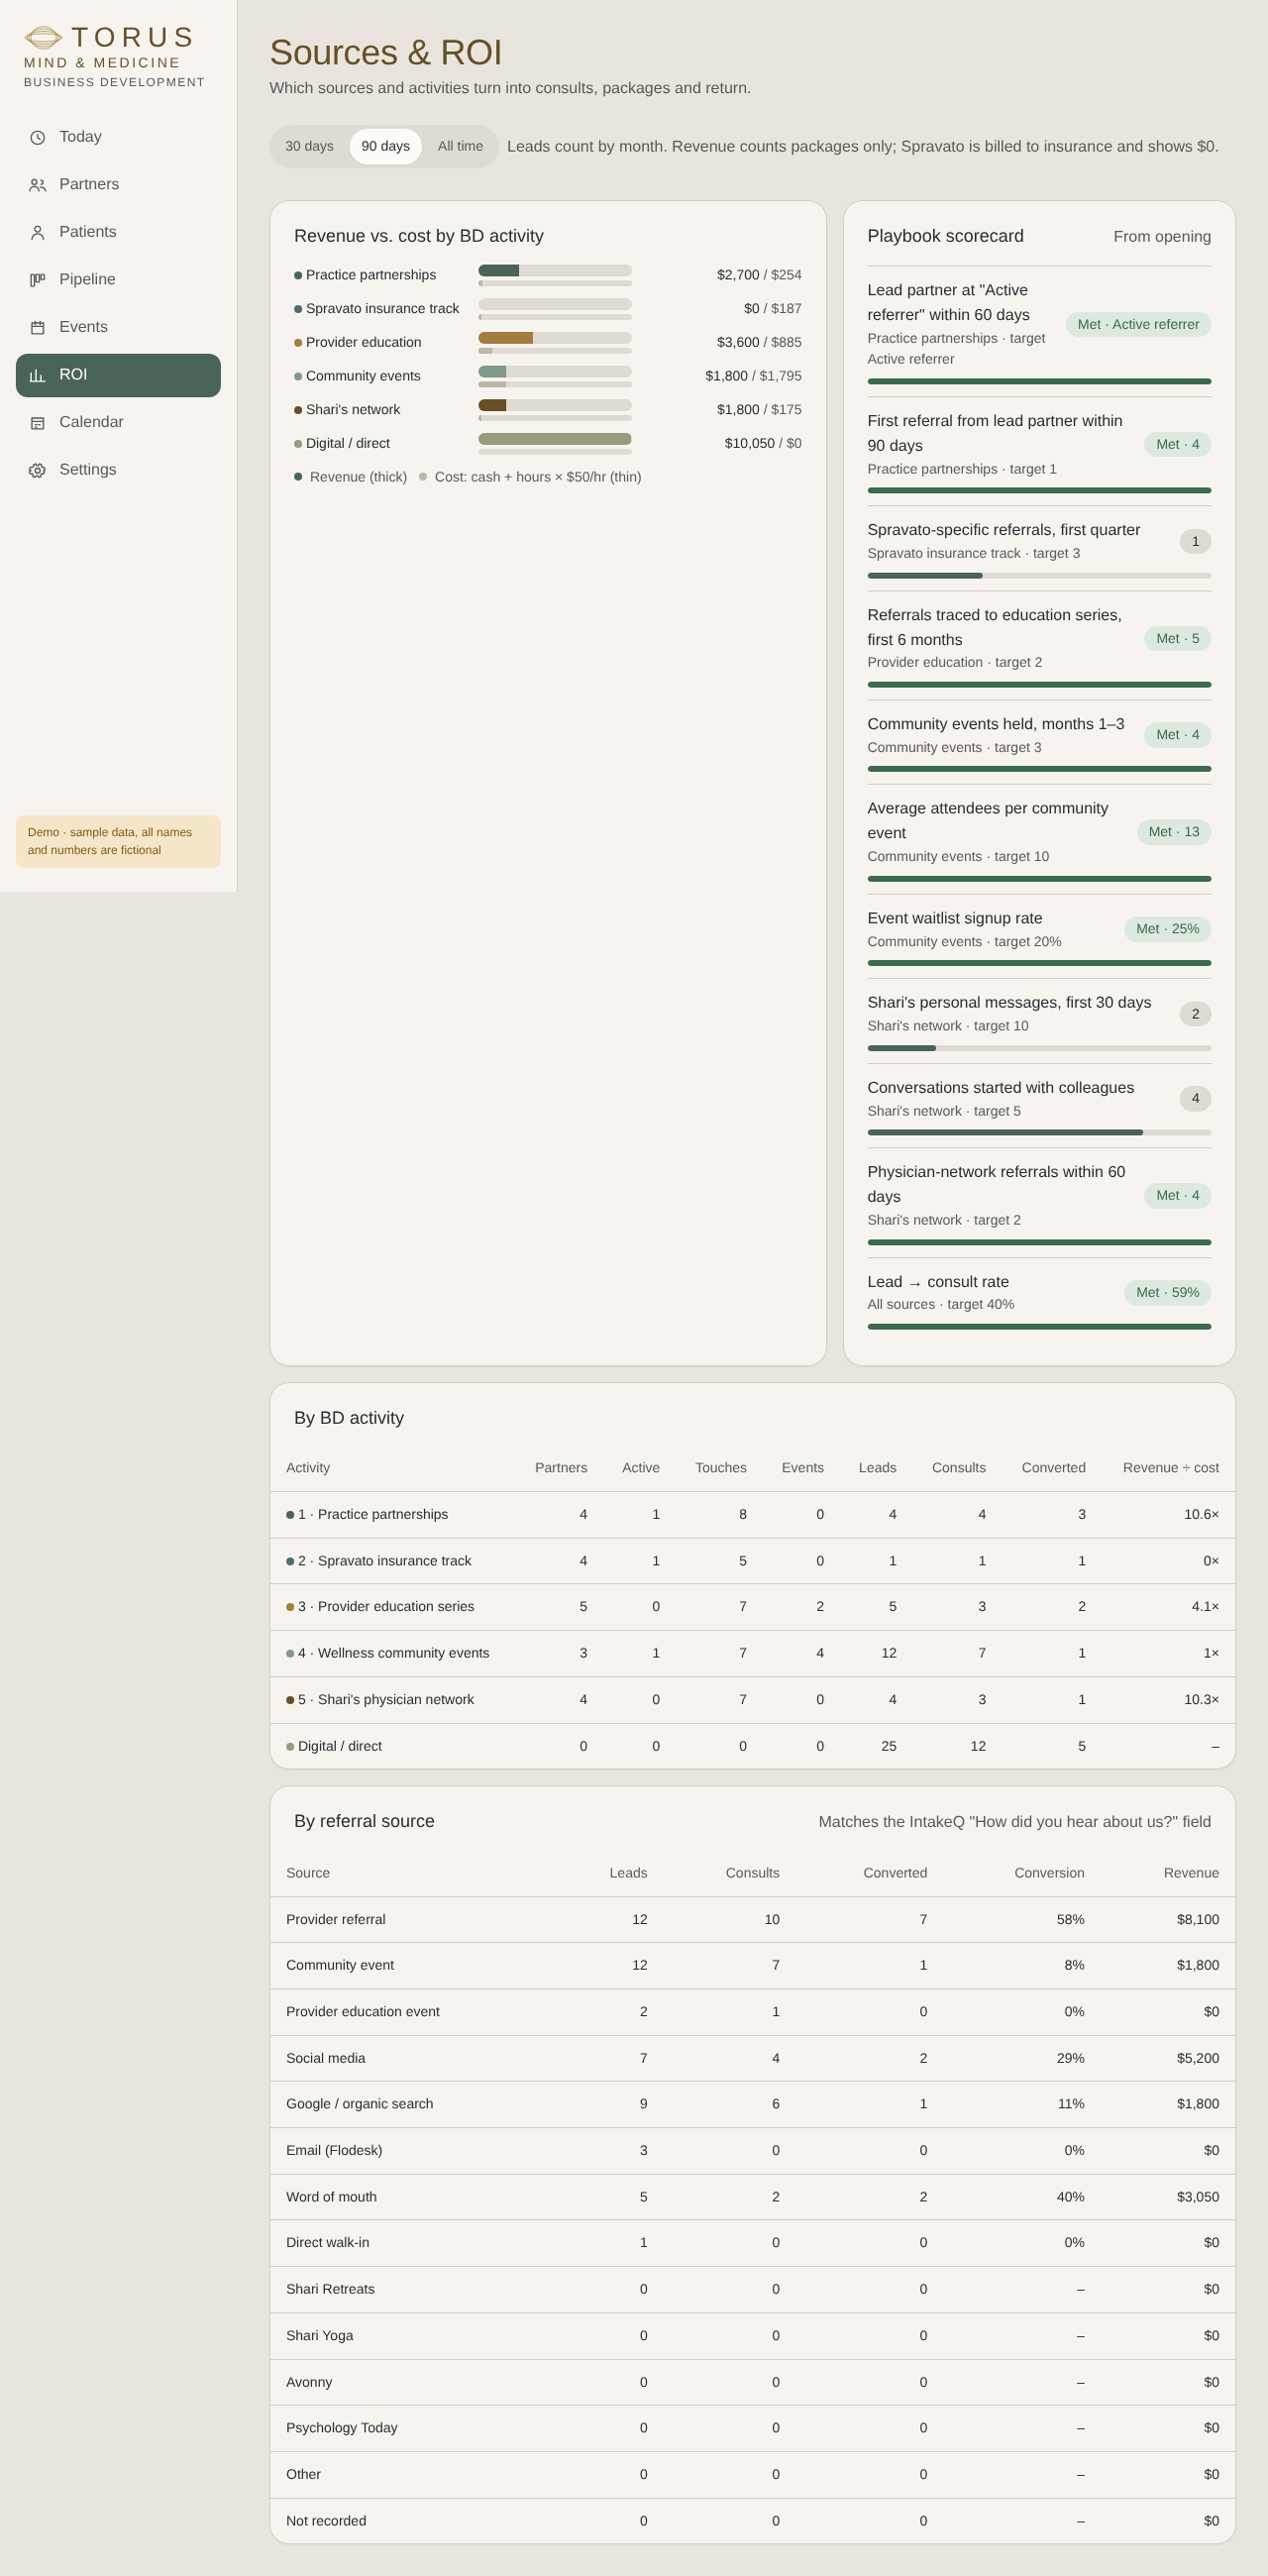 TORUS
MIND & MEDICINE
BUSINESS DEVELOPMENT
Today
Partners
Patients
Pipeline
Events
ROI
Calendar
Settings
Demo · sample data, all names
and numbers are fictional
Sources & ROI
Which sources and activities turn into consults, packages and return.
30 days 90 days All time Leads count by month. Revenue counts packages only; Spravato is billed to insurance and shows $0.
Revenue vs. cost by BD activity
Practice partnerships $2,700 / $254
Spravato insurance track $0 / $187
Provider education $3,600 / $885
Community events $1,800 / $1,795
Shari's network $1,800 / $175
Digital / direct $10,050 / $0
Revenue (thick) Cost: cash + hours × $50/hr (thin)
Playbook scorecard From opening
Lead partner at "Active
referrer" within 60 days
Practice partnerships · target
Active referrer
Met · Active referrer
First referral from lead partner within
90 days
Practice partnerships · target 1
Met · 4
Spravato-specific referrals, first quarter
Spravato insurance track · target 3
1
Referrals traced to education series,
first 6 months
Provider education · target 2
Met · 5
Community events held, months 1–3
Community events · target 3
Met · 4
Average attendees per community
event
Community events · target 10
Met · 13
Event waitlist signup rate
Community events · target 20%
Met · 25%
Shari's personal messages, first 30 days
Shari's network · target 10
2
Conversations started with colleagues
Shari's network · target 5
4
Physician-network referrals within 60
days
Shari's network · target 2
Met · 4
Lead → consult rate
All sources · target 40%
Met · 59%
By BD activity
Activity Partners Active Touches Events Leads Consults Converted Revenue ÷ cost
1 · Practice partnerships 4 1 8 0 4 4 3 10.6×
2 · Spravato insurance track 4 1 5 0 1 1 1 0×
3 · Provider education series 5 0 7 2 5 3 2 4.1×
4 · Wellness community events 3 1 7 4 12 7 1 1×
5 · Shari's physician network 4 0 7 0 4 3 1 10.3×
Digital / direct 0 0 0 0 25 12 5 –
By referral source Matches the IntakeQ "How did you hear about us?" field
Source Leads Consults Converted Conversion Revenue
Provider referral 12 10 7 58% $8,100
Community event 12 7 1 8% $1,800
Provider education event 2 1 0 0% $0
Social media 7 4 2 29% $5,200
Google / organic search 9 6 1 11% $1,800
Email (Flodesk) 3 0 0 0% $0
Word of mouth 5 2 2 40% $3,050
Direct walk-in 1 0 0 0% $0
Shari Retreats 0 0 0 – $0
Shari Yoga 0 0 0 – $0
Avonny 0 0 0 – $0
Psychology Today 0 0 0 – $0
Other 0 0 0 – $0
Not recorded 0 0 0 – $0